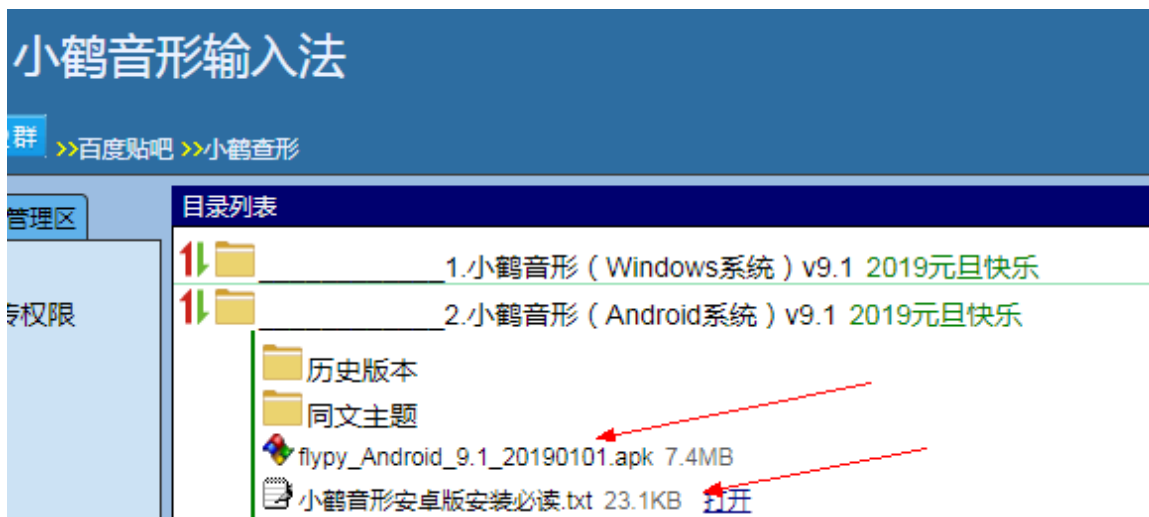 小鹤音形输入法
群 >>百度贴吧 >>小鹤查形
管理区
目录列表
____________1.小鹤音形（Windows系统）v9.1 2019元旦快乐
权限
____________2.小鹤音形（Android系统）v9.1 2019元旦快乐
历史版本
同文主题
flypy_Android_9.1_20190101.apk 7.4MB
小鹤音形安卓版安装必读.txt 23.1KB 打开